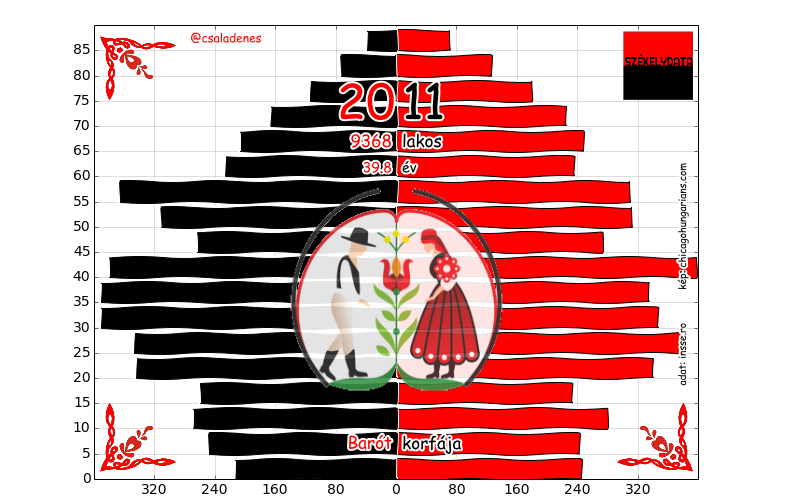 @csaladenes
SZÉKELYDATA
2011
9368 lakos
39.8 év
Barót korfája
kép: chicagohungarians.com
adat: insse.ro
85
80
75
70
65
60
55
50
45
40
35
30
25
20
15
10
5
0
320 240 160 80 0 80 160 240 320